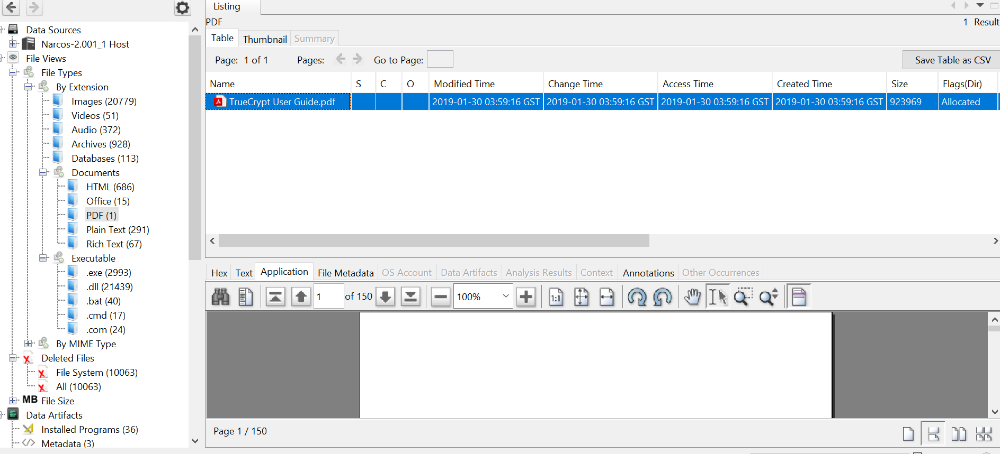 Data Sources
Narcos-2.001_1 Host
File Views
File Types
By Extension
Images (20779)
Videos (51)
Audio (372)
Archives (928)
Databases (113)
Documents
HTML (686)
Office (15)
PDF (1)
Plain Text (291)
Rich Text (67)
Executable
.exe (2993)
.dll (21439)
.bat (40)
.cmd (17)
.com (24)
By MIME Type
Deleted Files
File System (10063)
All (10063)
MB File Size
Data Artifacts
Installed Programs (36)
Metadata (3)
Listing
PDF
1 Result
Table Thumbnail Summary
Page: 1 of 1 Pages: Go to Page: Save Table as CSV
Name S C O Modified Time Change Time Access Time Created Time Size Flags(Dir)
TrueCrypt User Guide.pdf 2019-01-30 03:59:16 GST 2019-01-30 03:59:16 GST 2019-01-30 03:59:16 GST 2019-01-30 03:59:16 GST 923969 Allocated
Hex Text Application File Metadata OS Account Data Artifacts Analysis Results Context Annotations Other Occurrences
1 of 150 100% 1:1
Page 1 / 150